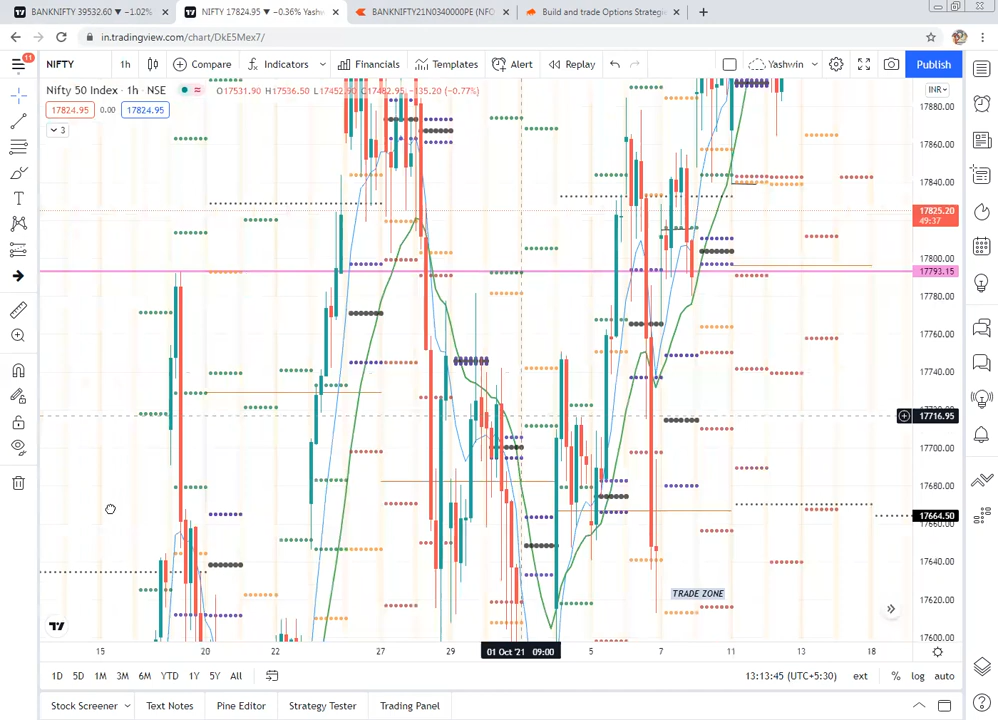 BANKNIFTY 39532.60 ▼ −1.02%
NIFTY 17824.95 ▼ −0.36% Yashw
BANKNIFTY21N0340000PE (NFO
Build and trade Options Strategi
in.tradingview.com/chart/DkE5Mex7/
11
NIFTY
1h
Compare
Indicators
Financials
Templates
Alert
Replay
Yashwin
Publish
Nifty 50 Index • 1h • NSE
O17531.90 H17536.50 L17452.90 C17482.95 −135.20 (−0.77%)
INR
17824.95 0.00 17824.95
3
17880.00
17860.00
17840.00
17825.20
49:37
17800.00
17793.15
17780.00
17760.00
17740.00
17716.95
17700.00
17680.00
17664.50
17640.00
17620.00
17600.00
TRADE ZONE
15 20 22 27 29 01 Oct '21 09:00 5 7 11 13 18
1D 5D 1M 3M 6M YTD 1Y 5Y All
13:13:45 (UTC+5:30) ext % log auto
Stock Screener Text Notes Pine Editor Strategy Tester Trading Panel